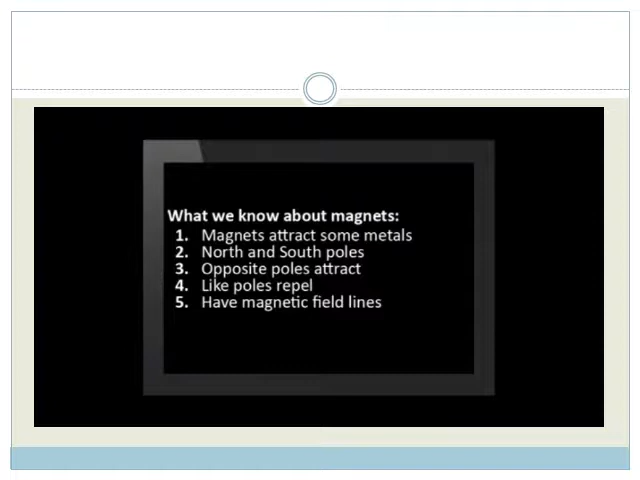 What we know about magnets:
1. Magnets attract some metals
2. North and South poles
3. Opposite poles attract
4. Like poles repel
5. Have magnetic field lines